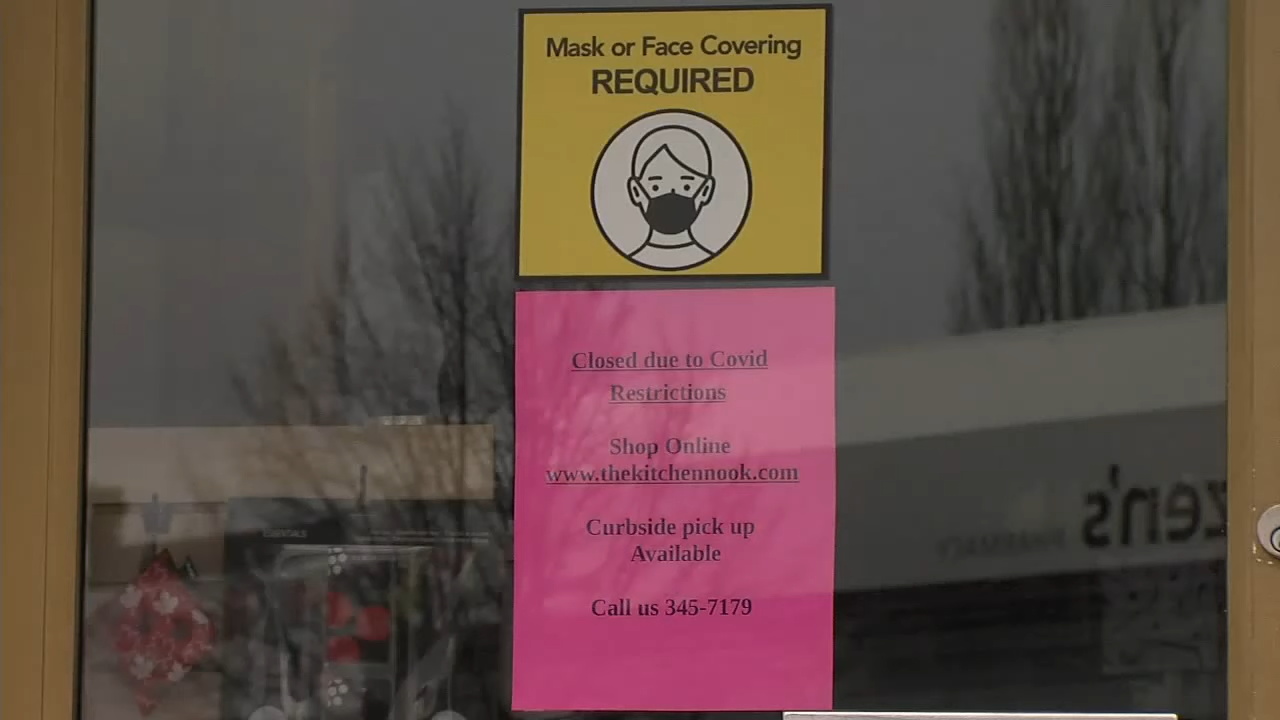 Mask or Face Covering
REQUIRED
Closed due to Covid
Restrictions
Shop Online
www.thekitchennook.com
Curbside pick up
Available
Call us 345-7179
zen's
PHARMACY